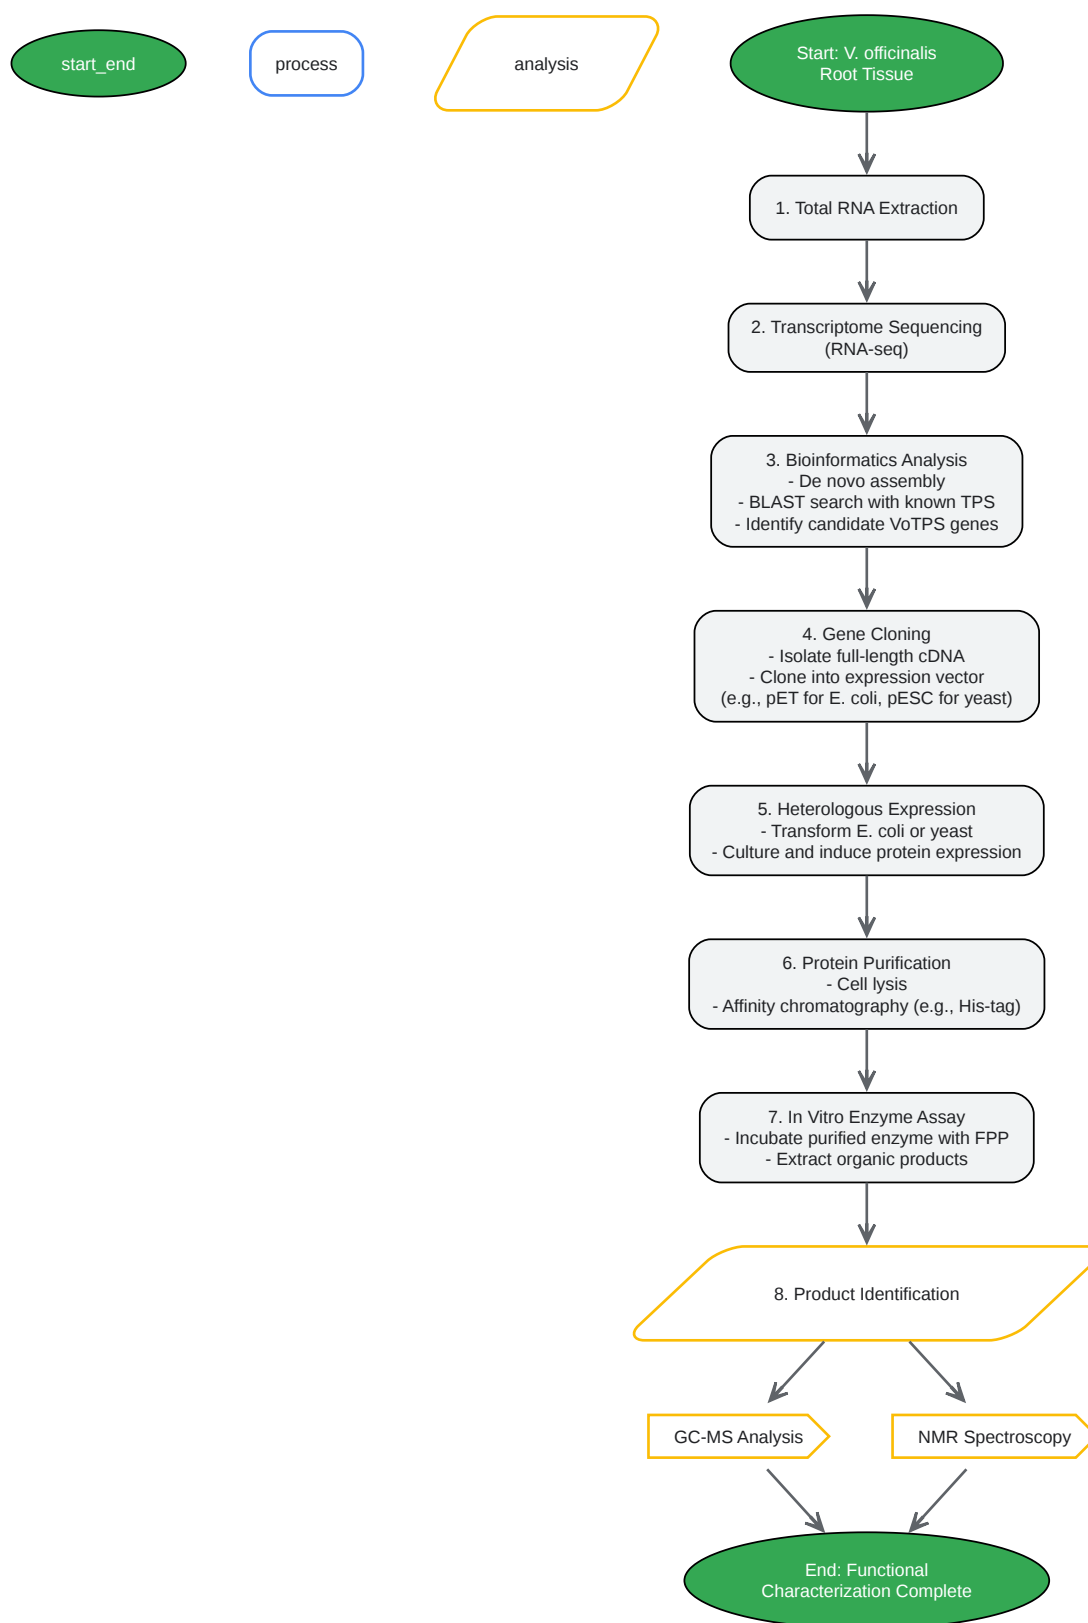 start_end
process
analysis
Start: V. officinalis
Root Tissue
1. Total RNA Extraction
2. Transcriptome Sequencing
(RNA-seq)
3. Bioinformatics Analysis
- De novo assembly
- BLAST search with known TPS
- Identify candidate VoTPS genes
4. Gene Cloning
- Isolate full-length cDNA
- Clone into expression vector
(e.g., pET for E. coli, pESC for yeast)
5. Heterologous Expression
- Transform E. coli or yeast
- Culture and induce protein expression
6. Protein Purification
- Cell lysis
- Affinity chromatography (e.g., His-tag)
7. In Vitro Enzyme Assay
- Incubate purified enzyme with FPP
- Extract organic products
8. Product Identification
GC-MS Analysis
NMR Spectroscopy
End: Functional
Characterization Complete